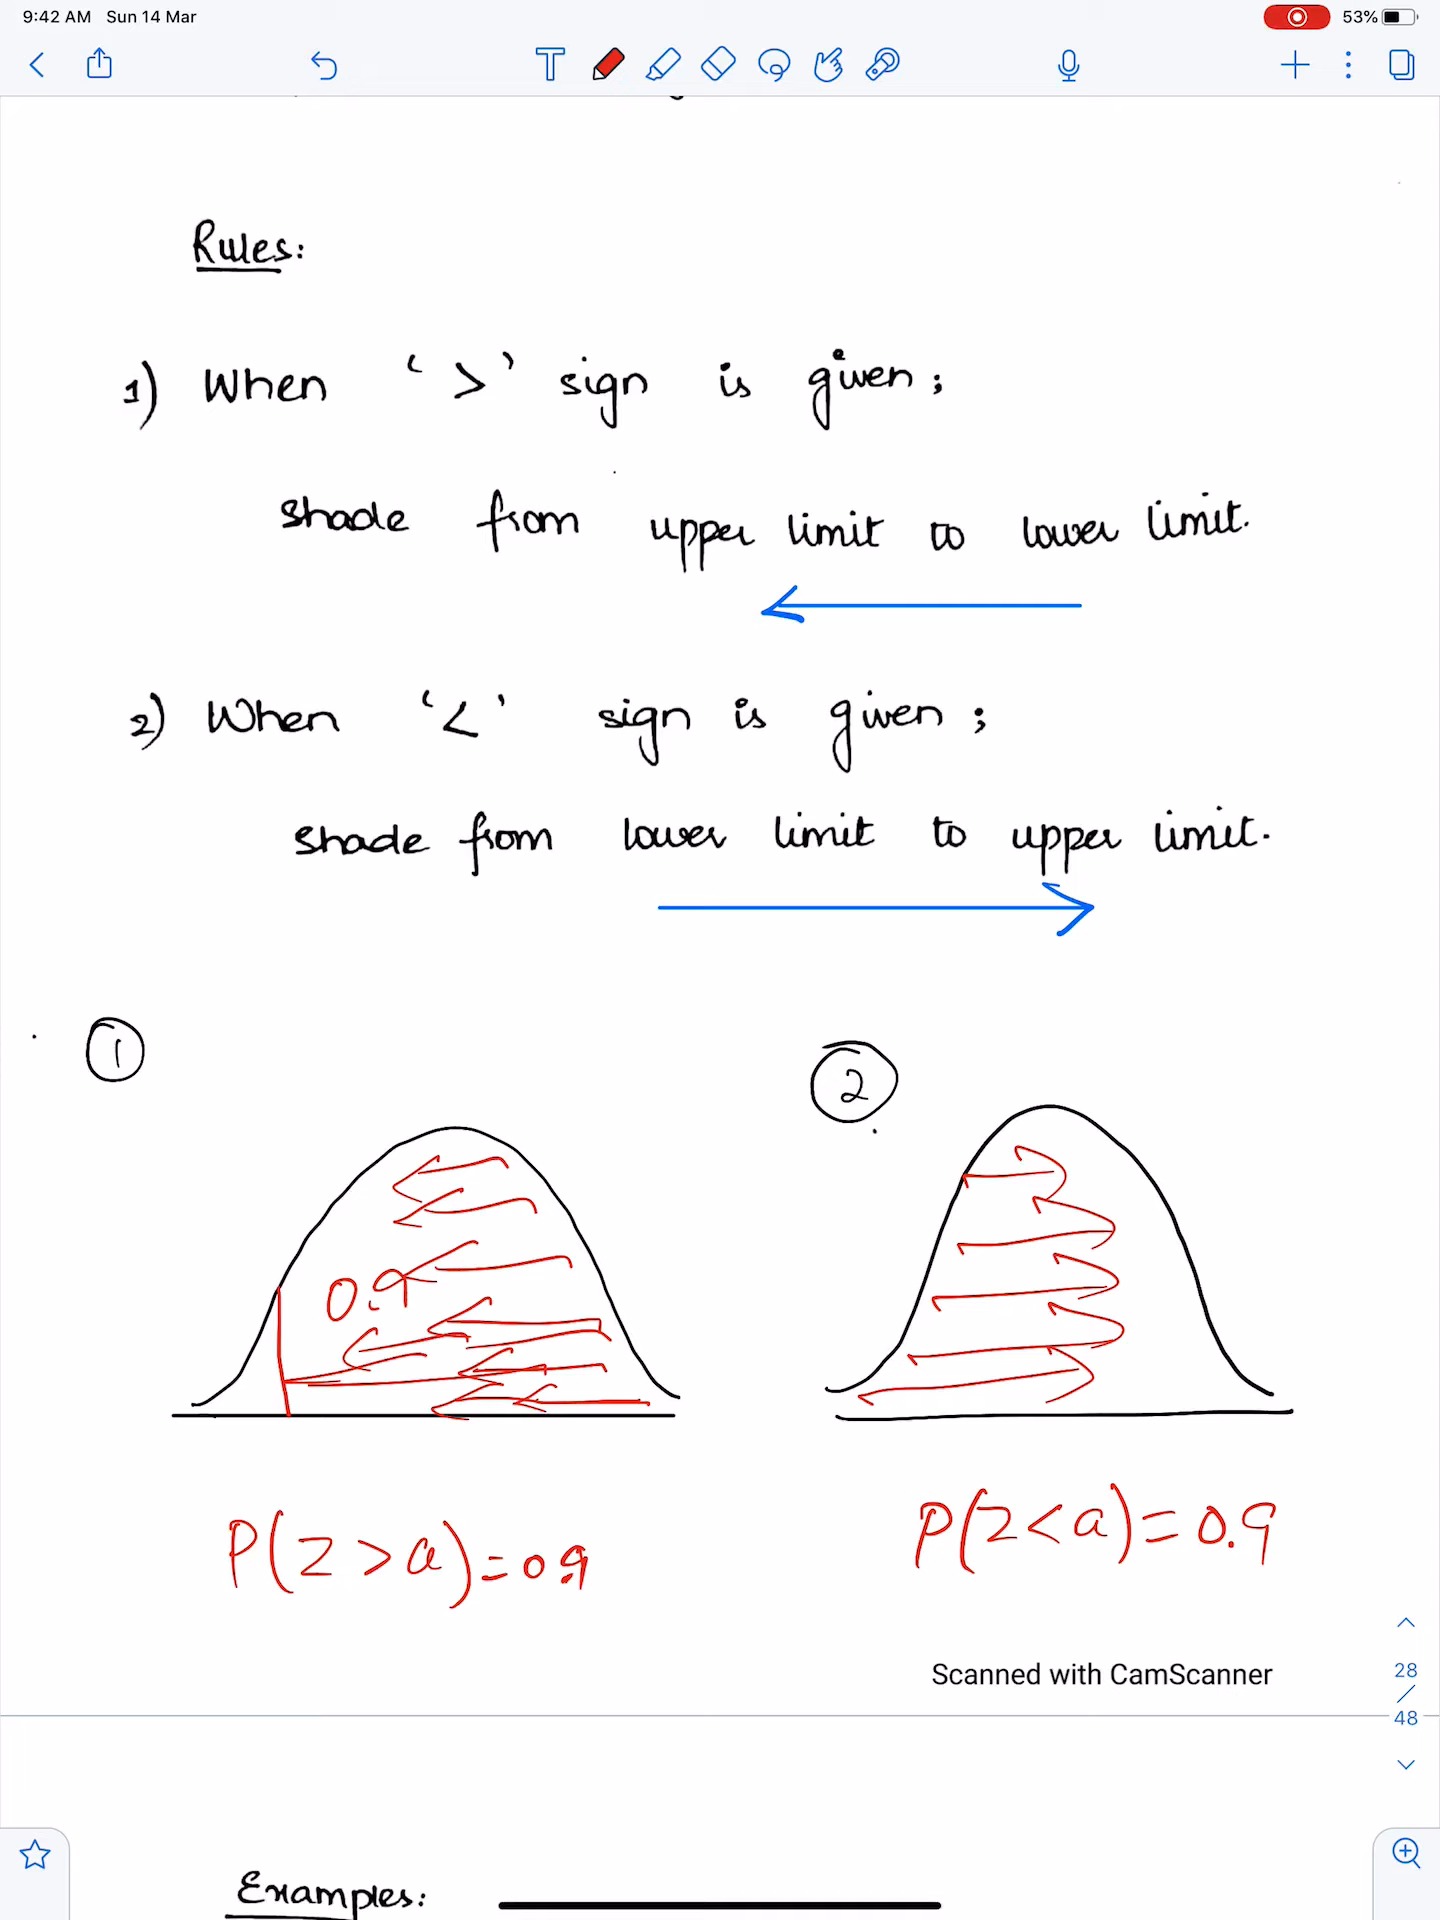 9:42 AM Sun 14 Mar
53%
Rules:
1) When '>' sign is given;
shade from upper limit to lower limit.
2) When '<' sign is given;
shade from lower limit to upper limit.
1
2
0.9
P(Z>a)=0.9
P(Z<a)=0.9
Scanned with CamScanner
28
/
48
Examples: